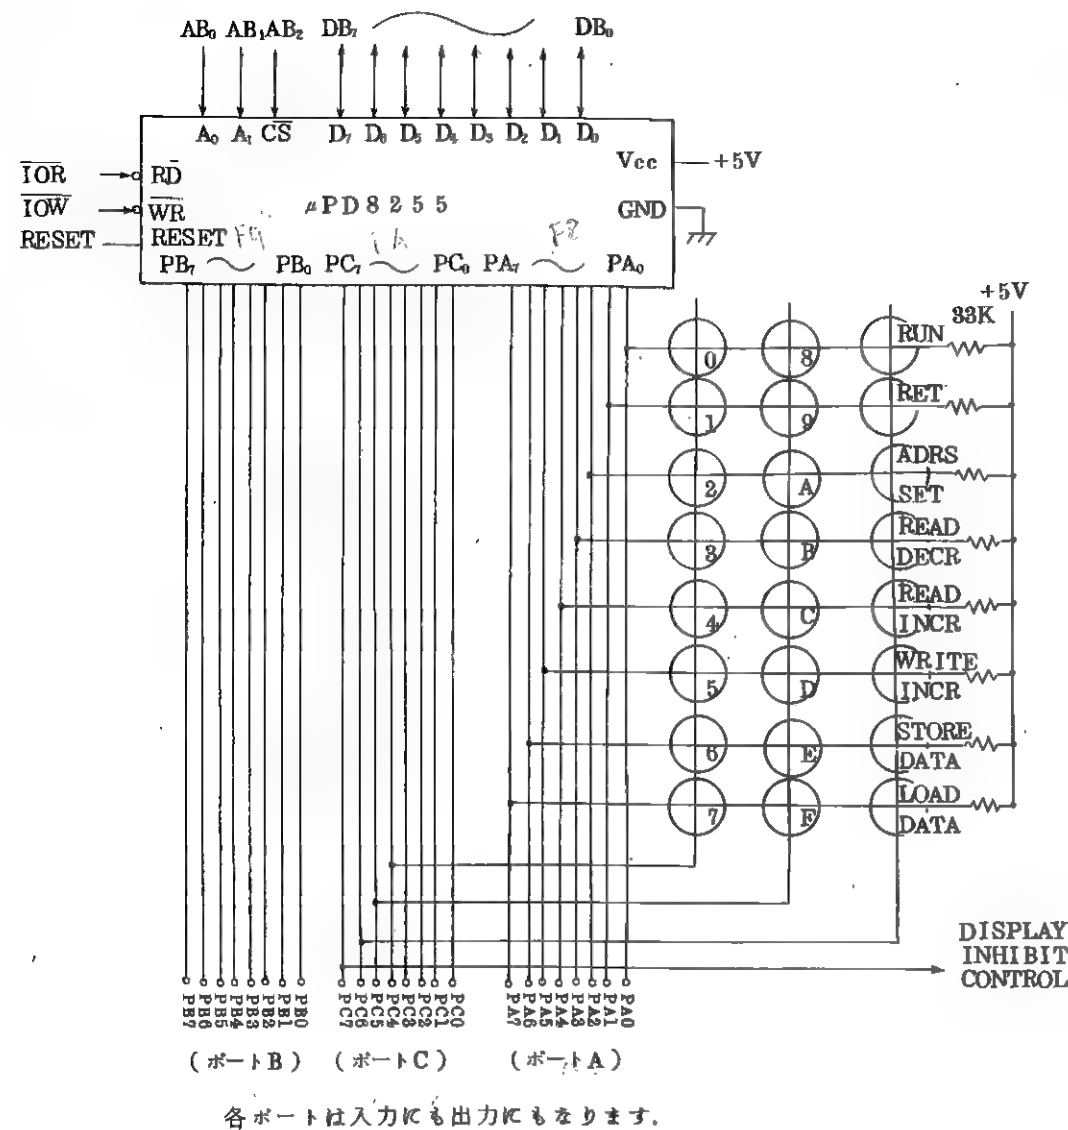 AB₀ AB₁ AB₂ DB₇ DB₀
A₀ A₁ CS D₇ D₆ D₅ D₄ D₃ D₂ D₁ D₀
Vcc +5V
IOR RD
IOW WR μPD8255 GND
RESET RESET F9 F8
PB₇ PB₀ PC₇ PC₀ PA₇ PA₀
+5V
33K
0 8 RUN
1 9 RET
2 A ADRS SET
3 B READ DECR
4 C READ INCR
5 D WRITE INCR
6 E STORE DATA
7 F LOAD DATA
DISPLAY
INHIBIT
CONTROL
PB7 PB6 PB5 PB4 PB3 PB2 PB1 PB0 PC7 PC6 PC5 PC4 PC3 PC2 PC1 PC0 PA7 PA6 PA5 PA4 PA3 PA2 PA1 PA0
(ポートB) (ポートC) (ポートA)
各ポートは入力にも出力にもなります.